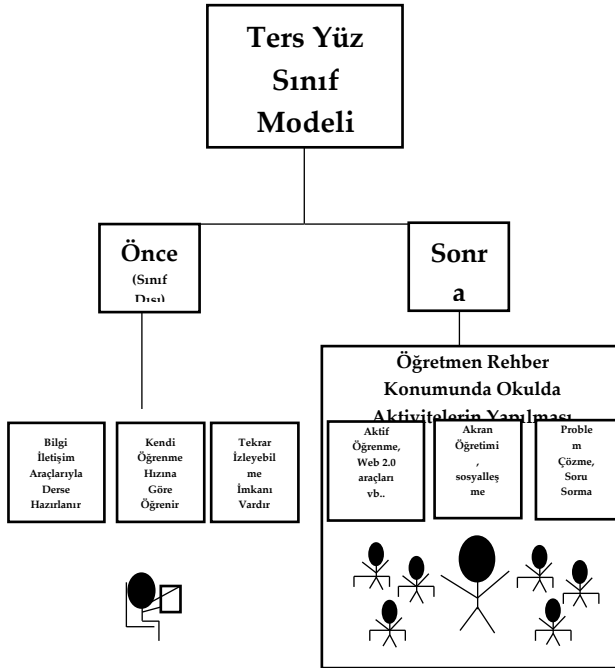 Ters Yüz
Sınıf
Modeli
Önce
(Sınıf
Dışı)
Sonr
a
Öğretmen Rehber
Konumunda Okulda
Aktivitelerin Yapılması
Bilgi
İletişim
Araçlarıyla
Derse
Hazırlanır
Kendi
Öğrenme
Hızına
Göre
Öğrenir
Tekrar
İzleyebil
me
İmkanı
Vardır
Aktif
Öğrenme,
Web 2.0
araçları
vb..
Akran
Öğretimi
,
sosyalleş
me
Proble
m
Çözme,
Soru
Sorma